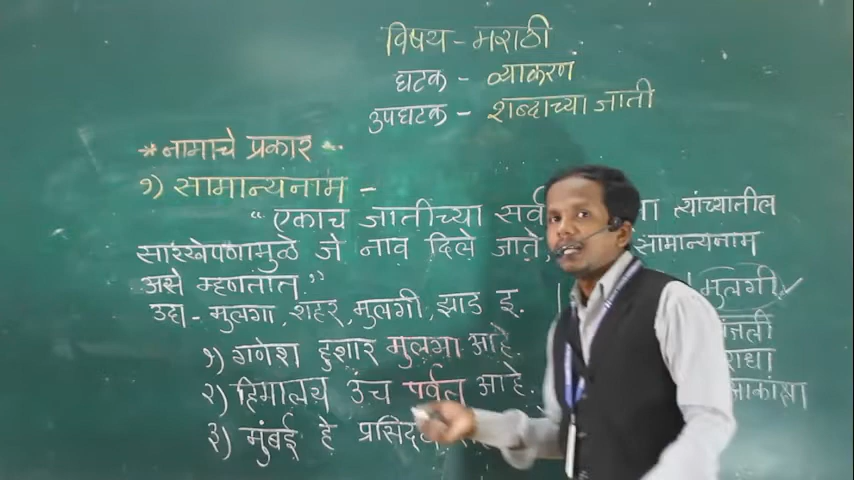 विषय - मराठी
घटक - व्याकरण
उपघटक - शब्दाच्या जाती
* नामाचे प्रकार -
१) सामान्यनाम -
"एकाच जातीच्या सर्व त्यांच्यातील
सारखेपणामुळे जे नाव दिले जाते, सामान्यनाम
असे म्हणतात."
उदा - मुलगा, शहर, मुलगी, झाड इ.
१) गणेश हुशार मुलगा आहे.
२) हिमालय उंच पर्वत आहे.
३) मुंबई हे
मुलगी ✓
राधा